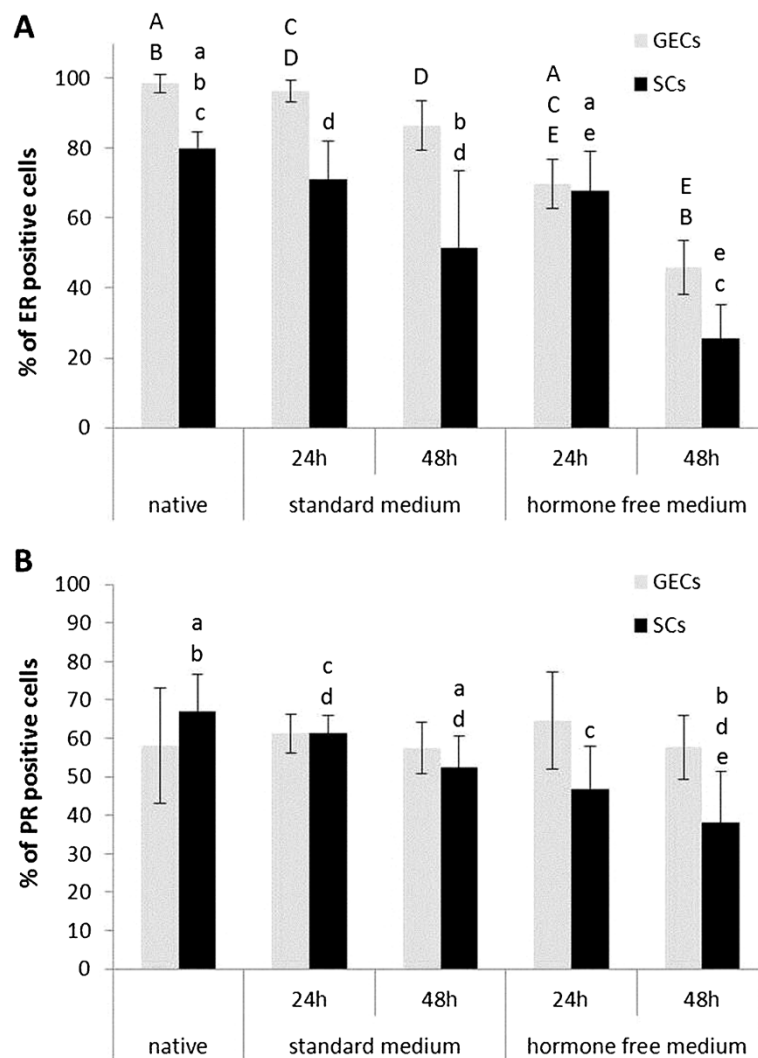 A
% of ER positive cells
100
80
60
40
20
0
A
B
a
b
c
C
D
d
D
b
d
A
C
E
a
e
E
B
e
c
GECs
SCs
24h 48h 24h 48h
native standard medium hormone free medium
B
% of PR positive cells
100
90
80
70
60
50
40
30
20
10
0
a
b
c
d
a
d
c
b
d
e
GECs
SCs
24h 48h 24h 48h
native standard medium hormone free medium